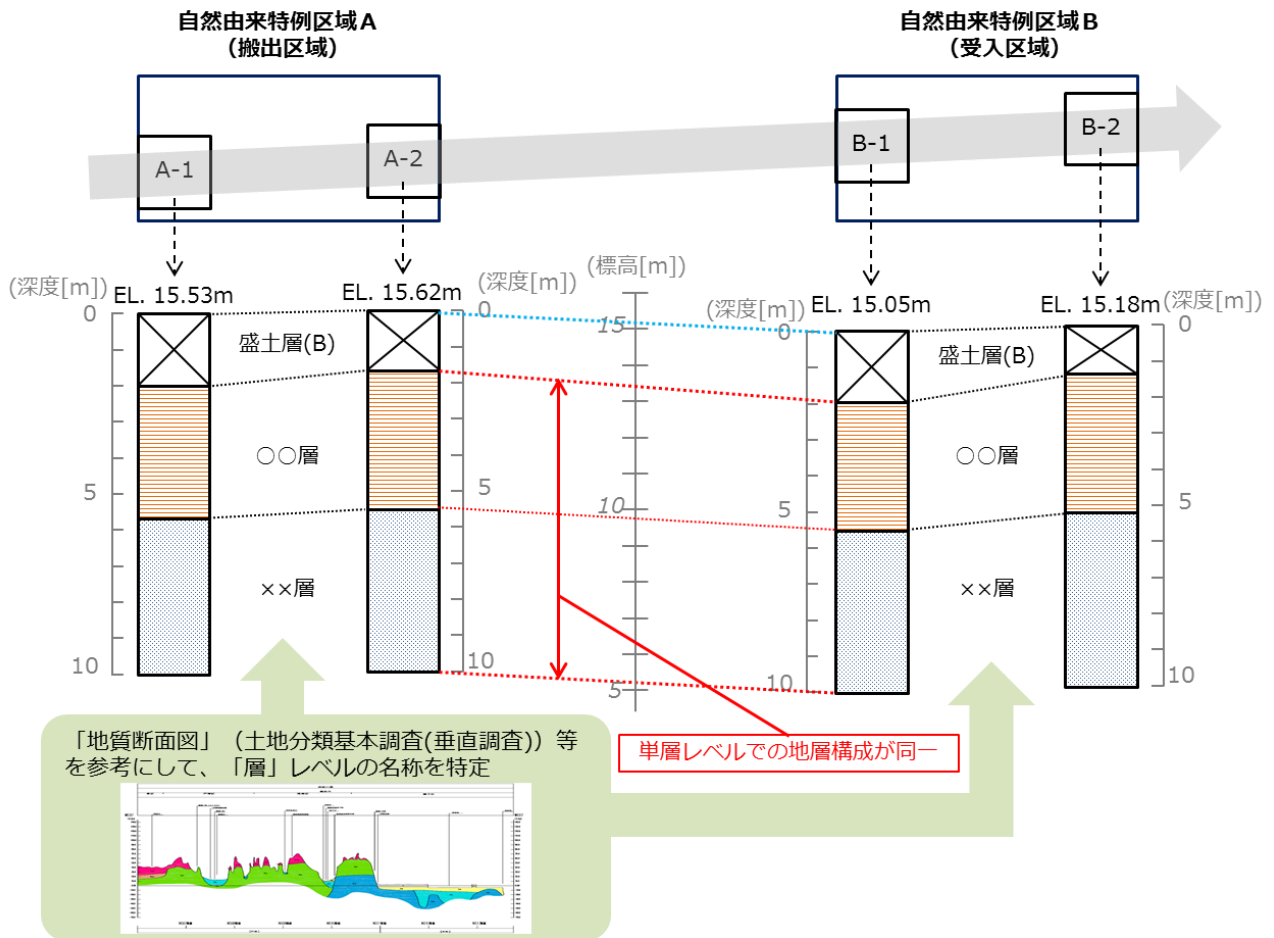 自然由来特例区域A
（搬出区域）
自然由来特例区域B
（受入区域）
A-1
A-2
B-1
B-2
(深度[m])
EL. 15.53m
EL. 15.62m
(深度[m])
(標高[m])
(深度[m])
EL. 15.05m
EL. 15.18m
(深度[m])
0
5
10
0
5
10
15
10
5
0
5
10
0
5
10
盛土層(B)
○○層
××層
盛土層(B)
○○層
××層
単層レベルでの地層構成が同一
「地質断面図」（土地分類基本調査(垂直調査)）等
を参考にして、「層」レベルの名称を特定